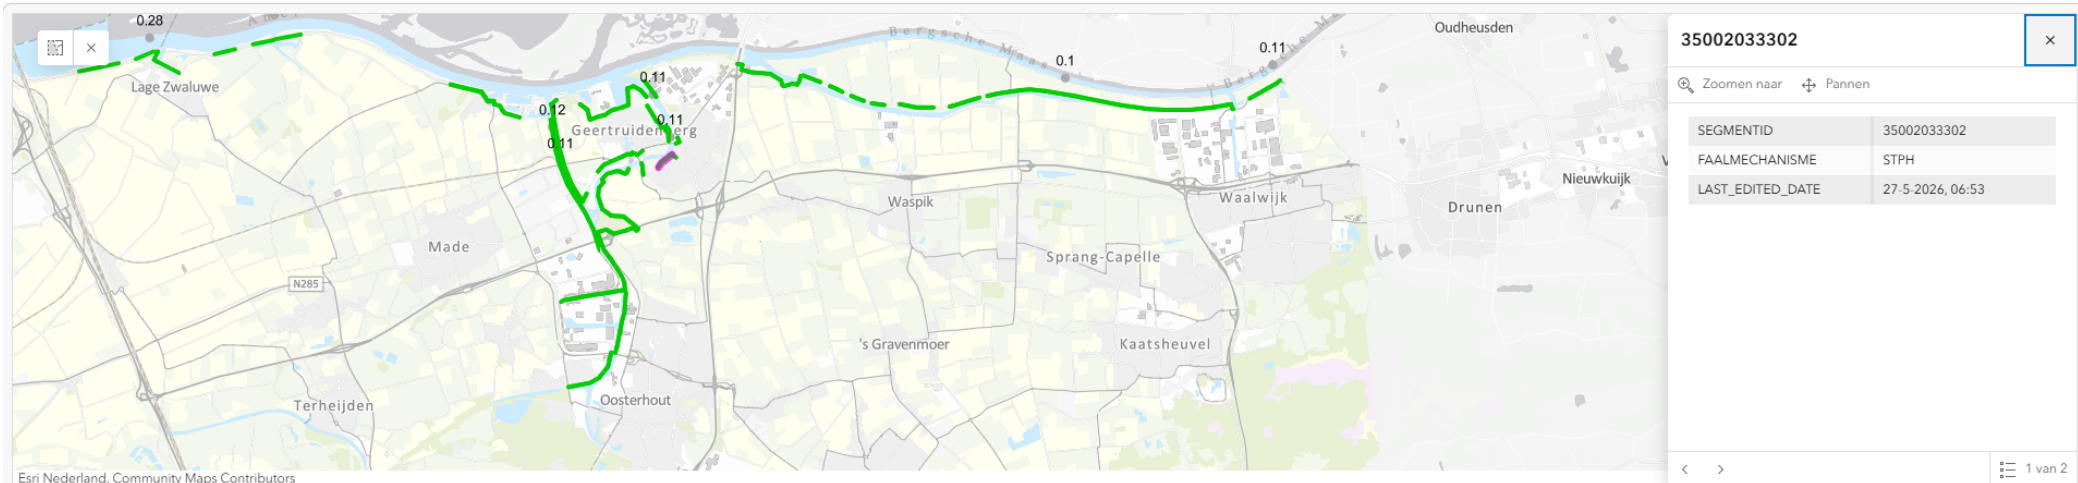 0.28
Lage Zwaluwe
0.12
0.11
0.11
Geertruidenberg
0.11
Made
N285
Terheijden
Oosterhout
Bergsche Maas
0.1
0.11
Oudheusden
Waspik
Waalwijk
Sprang-Capelle
's Gravenmoer
Kaatsheuvel
Drunen
Nieuwkuijk
Esri Nederland, Community Maps Contributors
35002033302
Zoomen naar
Pannen
SEGMENTID 35002033302
FAALMECHANISME STPH
LAST_EDITED_DATE 27-5-2026, 06:53
1 van 2